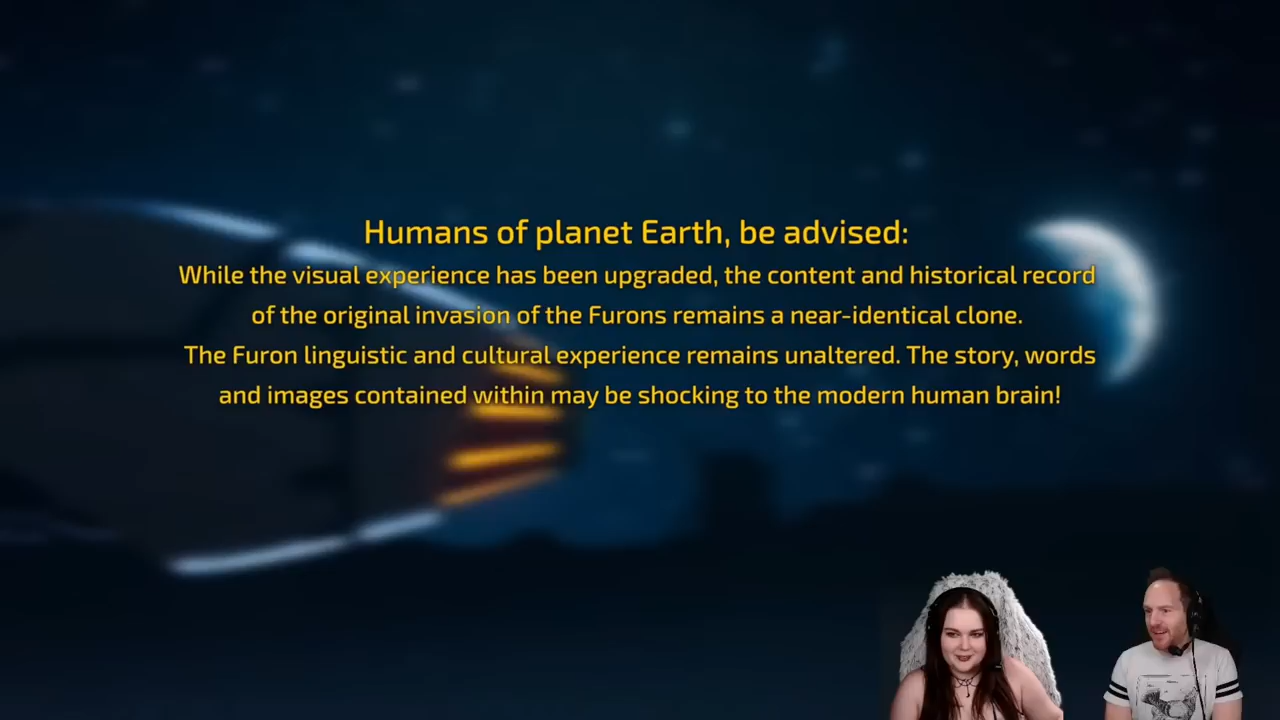 Humans of planet Earth, be advised:
While the visual experience has been upgraded, the content and historical record
of the original invasion of the Furons remains a near-identical clone.
The Furon linguistic and cultural experience remains unaltered. The story, words
and images contained within may be shocking to the modern human brain!